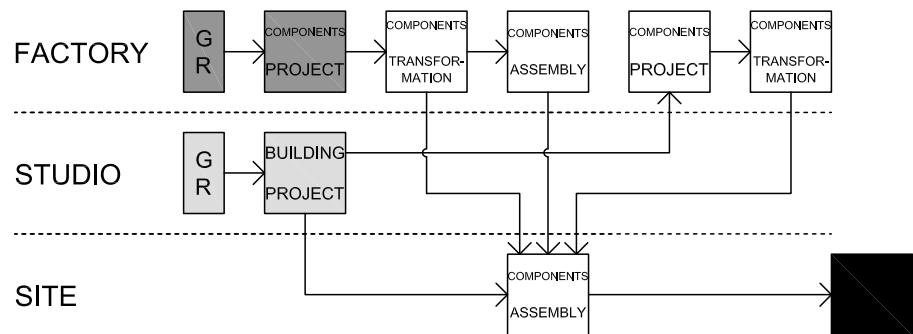 FACTORY
G
R
COMPONENTS
PROJECT
COMPONENTS
TRANSFOR-
MATION
COMPONENTS
ASSEMBLY
COMPONENTS
PROJECT
COMPONENTS
TRANSFOR-
MATION
STUDIO
G
R
BUILDING
PROJECT
SITE
COMPONENTS
ASSEMBLY